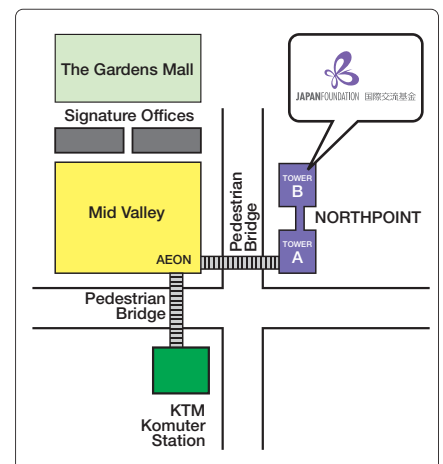 The Gardens Mall
Signature Offices
JAPANFOUNDATION 国際交流基金
Mid Valley
AEON
Pedestrian
Bridge
TOWER
B
NORTHPOINT
TOWER
A
Pedestrian
Bridge
KTM
Komuter
Station